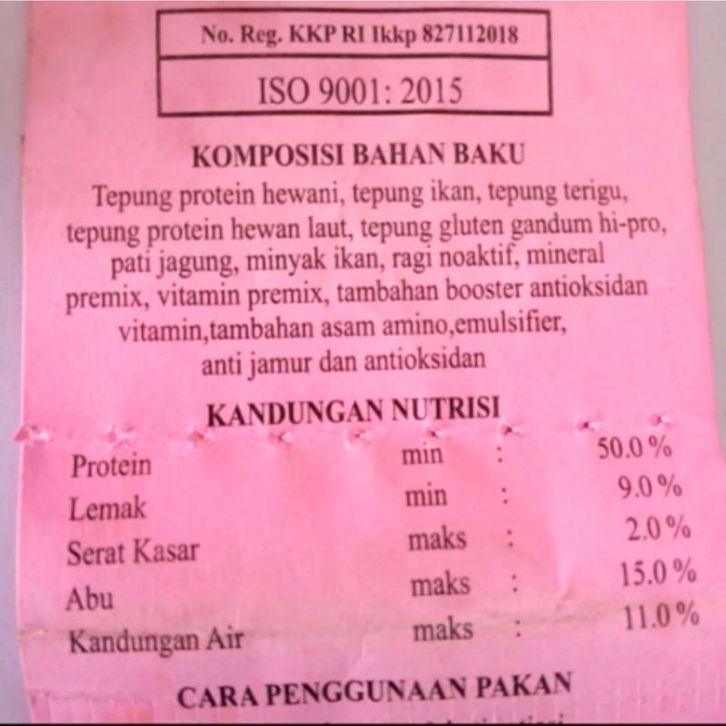 No. Reg. KKP RI Ikkp 827112018
ISO 9001: 2015
KOMPOSISI BAHAN BAKU
Tepung protein hewani, tepung ikan, tepung terigu,
tepung protein hewan laut, tepung gluten gandum hi-pro,
pati jagung, minyak ikan, ragi noaktif, mineral
premix, vitamin premix, tambahan booster antioksidan
vitamin,tambahan asam amino,emulsifier,
anti jamur dan antioksidan
KANDUNGAN NUTRISI
Protein min : 50.0 %
Lemak min : 9.0 %
Serat Kasar maks : 2.0 %
Abu maks : 15.0 %
Kandungan Air maks : 11.0 %
CARA PENGGUNAAN PAKAN